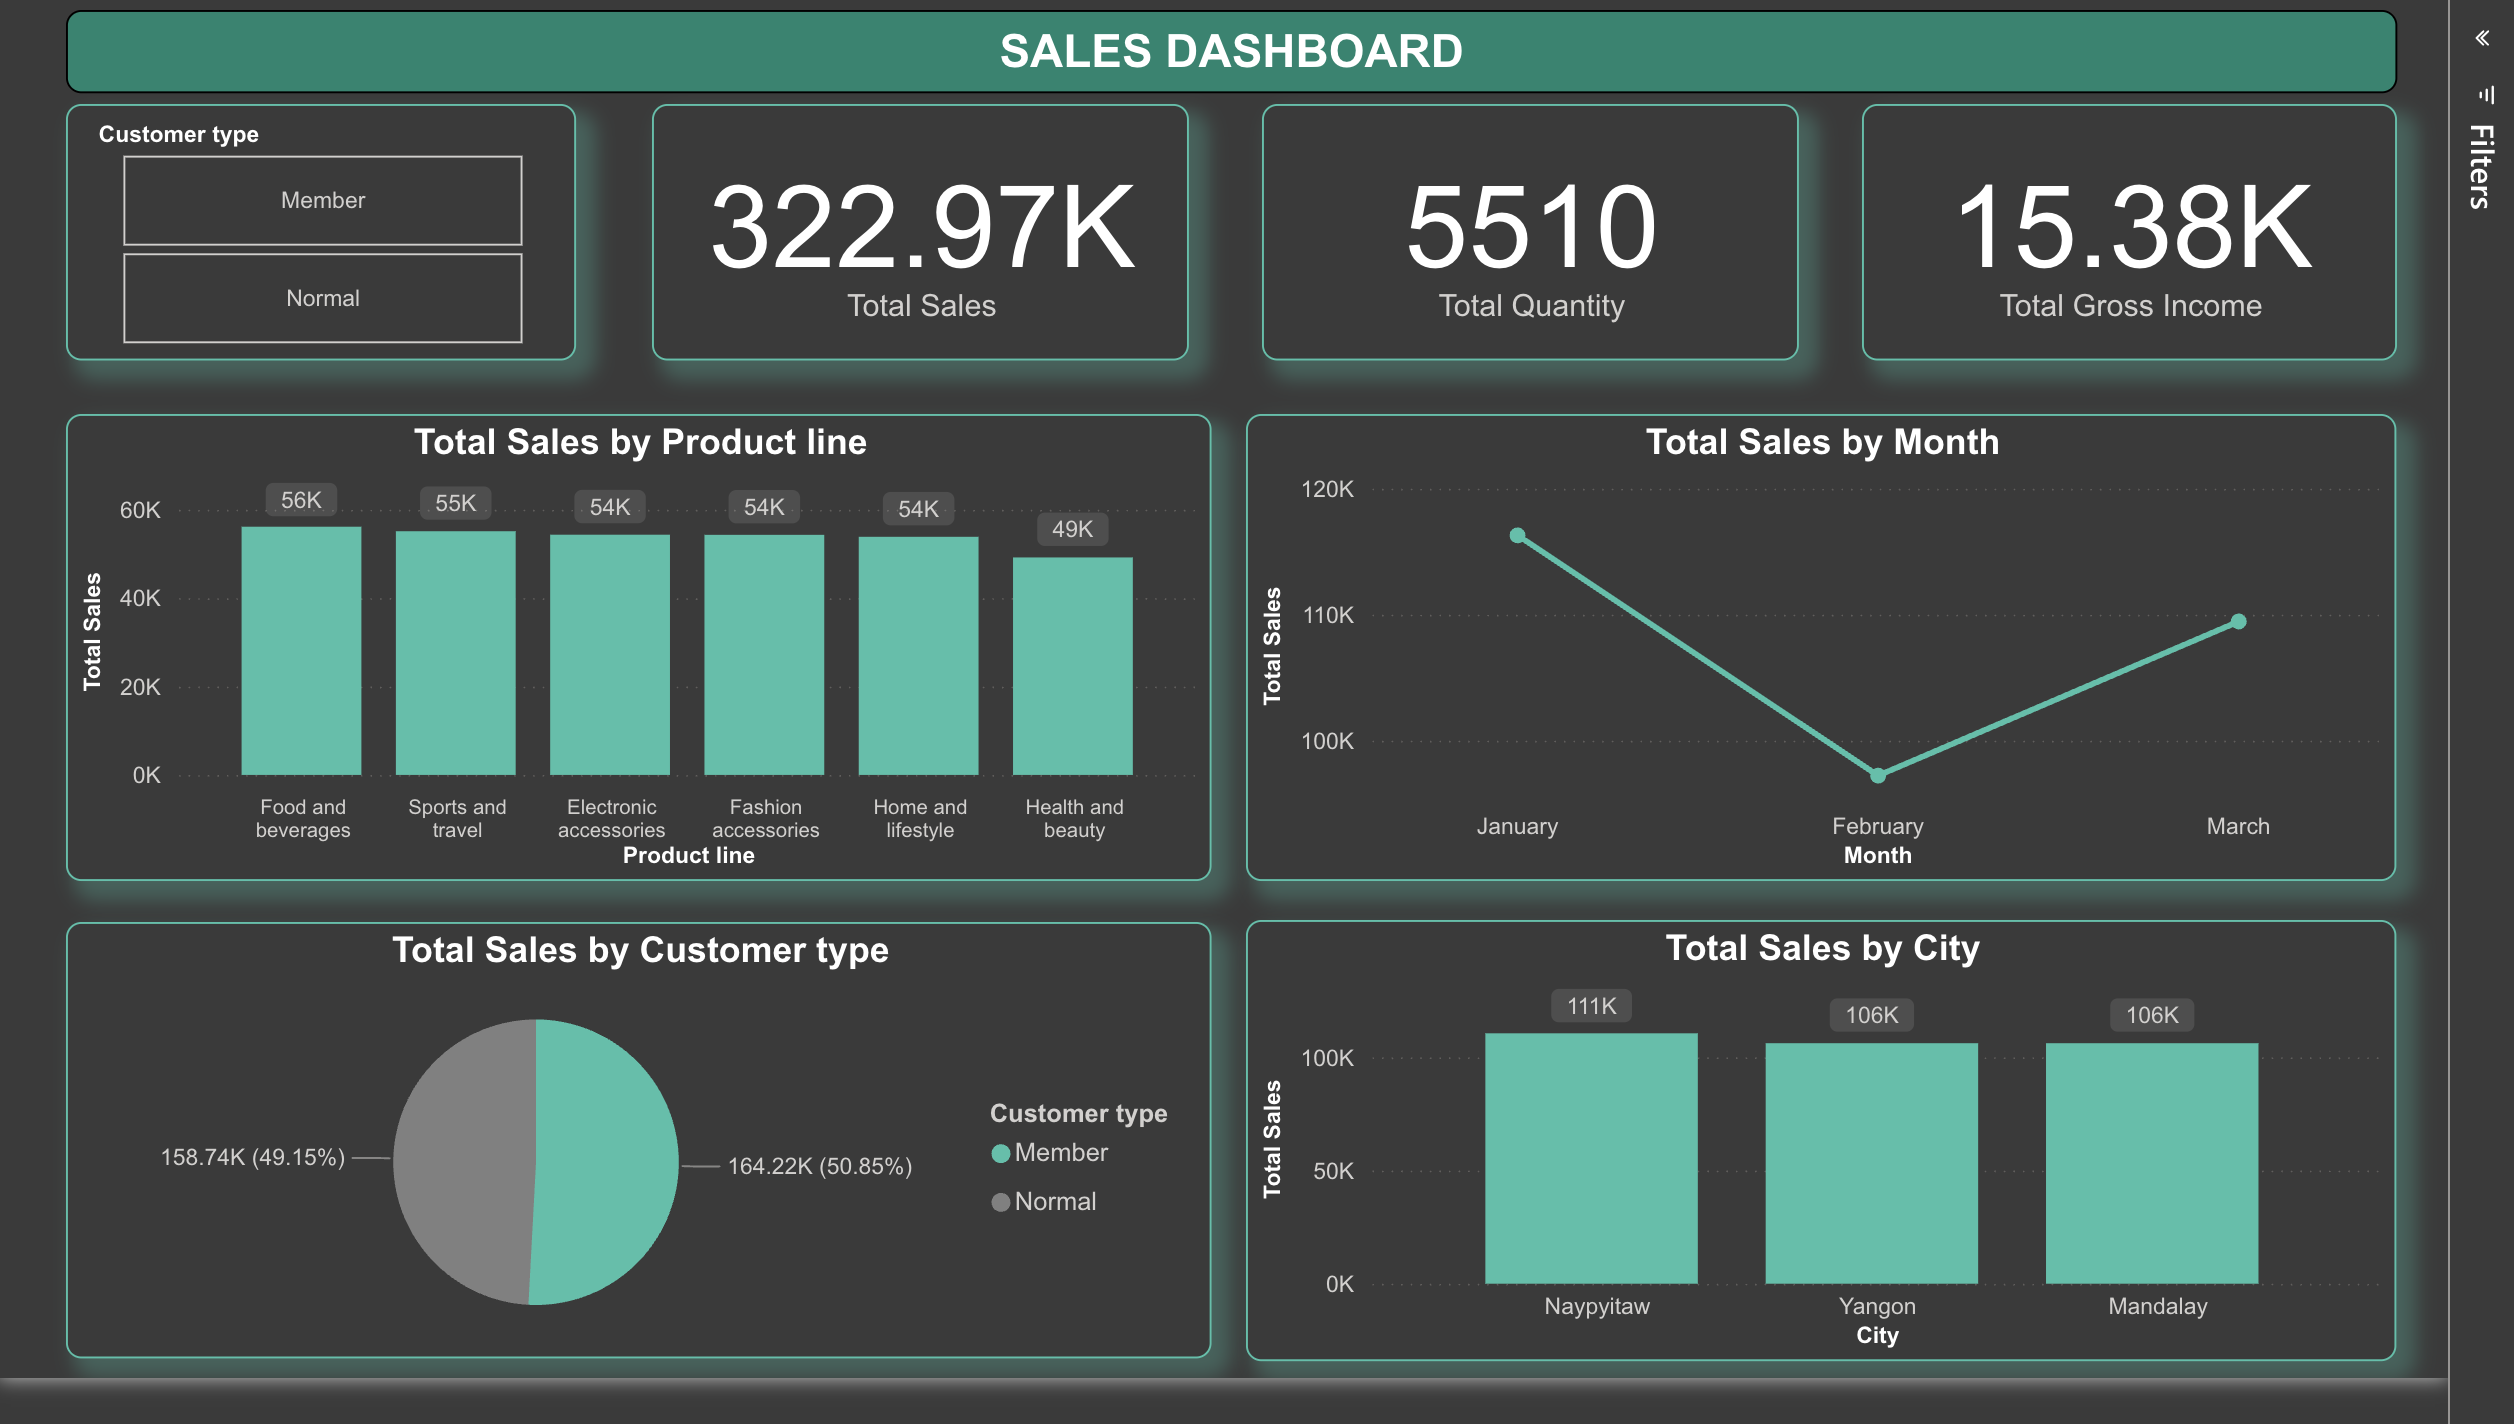 SALES DASHBOARD
Filters
Customer type
Member
Normal
322.97K
Total Sales
5510
Total Quantity
15.38K
Total Gross Income
Total Sales by Product line
Total Sales
60K
40K
20K
0K
56K
55K
54K
54K
54K
49K
Food and
beverages
Sports and
travel
Electronic
accessories
Fashion
accessories
Home and
lifestyle
Health and
beauty
Product line
Total Sales by Month
Total Sales
120K
110K
100K
January
February
March
Month
Total Sales by Customer type
158.74K (49.15%)
164.22K (50.85%)
Customer type
Member
Normal
Total Sales by City
Total Sales
100K
50K
0K
111K
106K
106K
Naypyitaw
Yangon
Mandalay
City